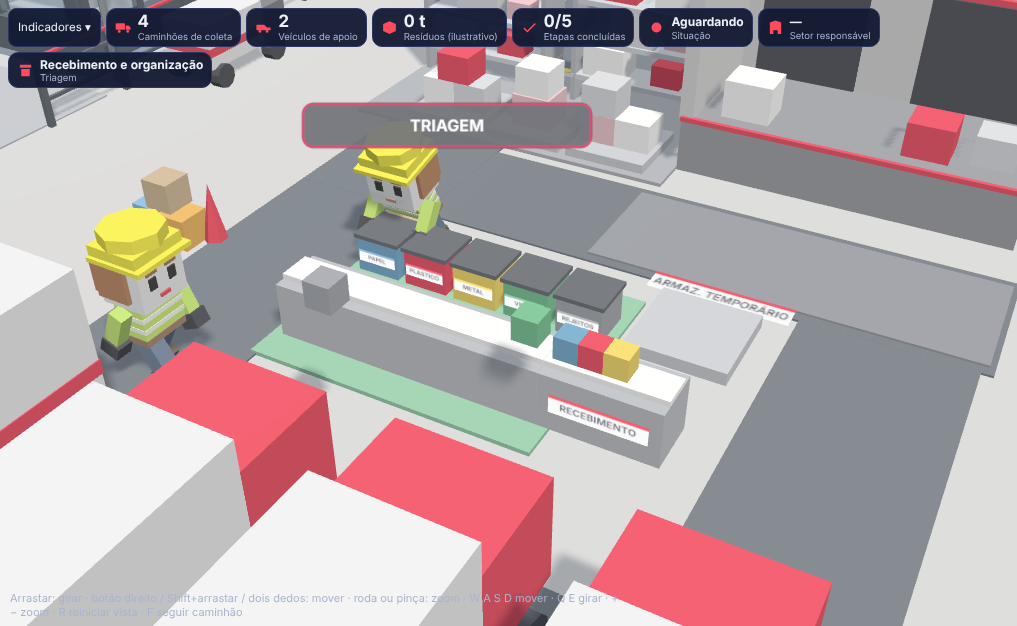 Indicadores ▾
4
Caminhões de coleta
2
Veículos de apoio
0 t
Resíduos (ilustrativo)
0/5
Etapas concluídas
Aguardando
Situação
—
Setor responsável
Recebimento e organização
Triagem
TRIAGEM
PAPEL
PLÁSTICO
METAL
REJEITOS
ARMAZ. TEMPORÁRIO
RECEBIMENTO
Arrastar: girar · botão direito / Shift+arrastar / dois dedos: mover · roda ou pinça: zoom · W A S D mover · Q E girar · +
− zoom · R reiniciar vista · F seguir caminhão